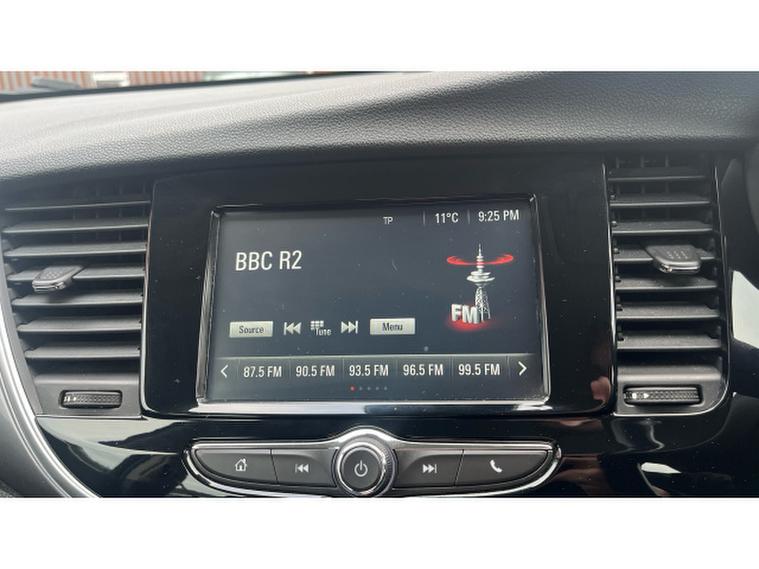 TP 11°C 9:25 PM
BBC R2
FM
Source Tune Menu
87.5 FM 90.5 FM 93.5 FM 96.5 FM 99.5 FM